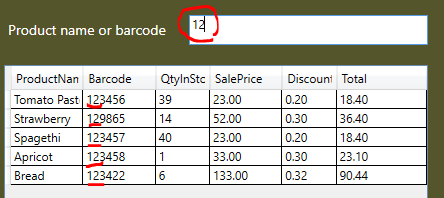 Product name or barcode 12
ProductNan Barcode QtyInStc SalePrice Discount Total
Tomato Past 123456 39 23.00 0.20 18.40
Strawberry 129865 14 52.00 0.30 36.40
Spagethi 123457 40 23.00 0.20 18.40
Apricot 123458 1 33.00 0.30 23.10
Bread 123422 6 133.00 0.32 90.44